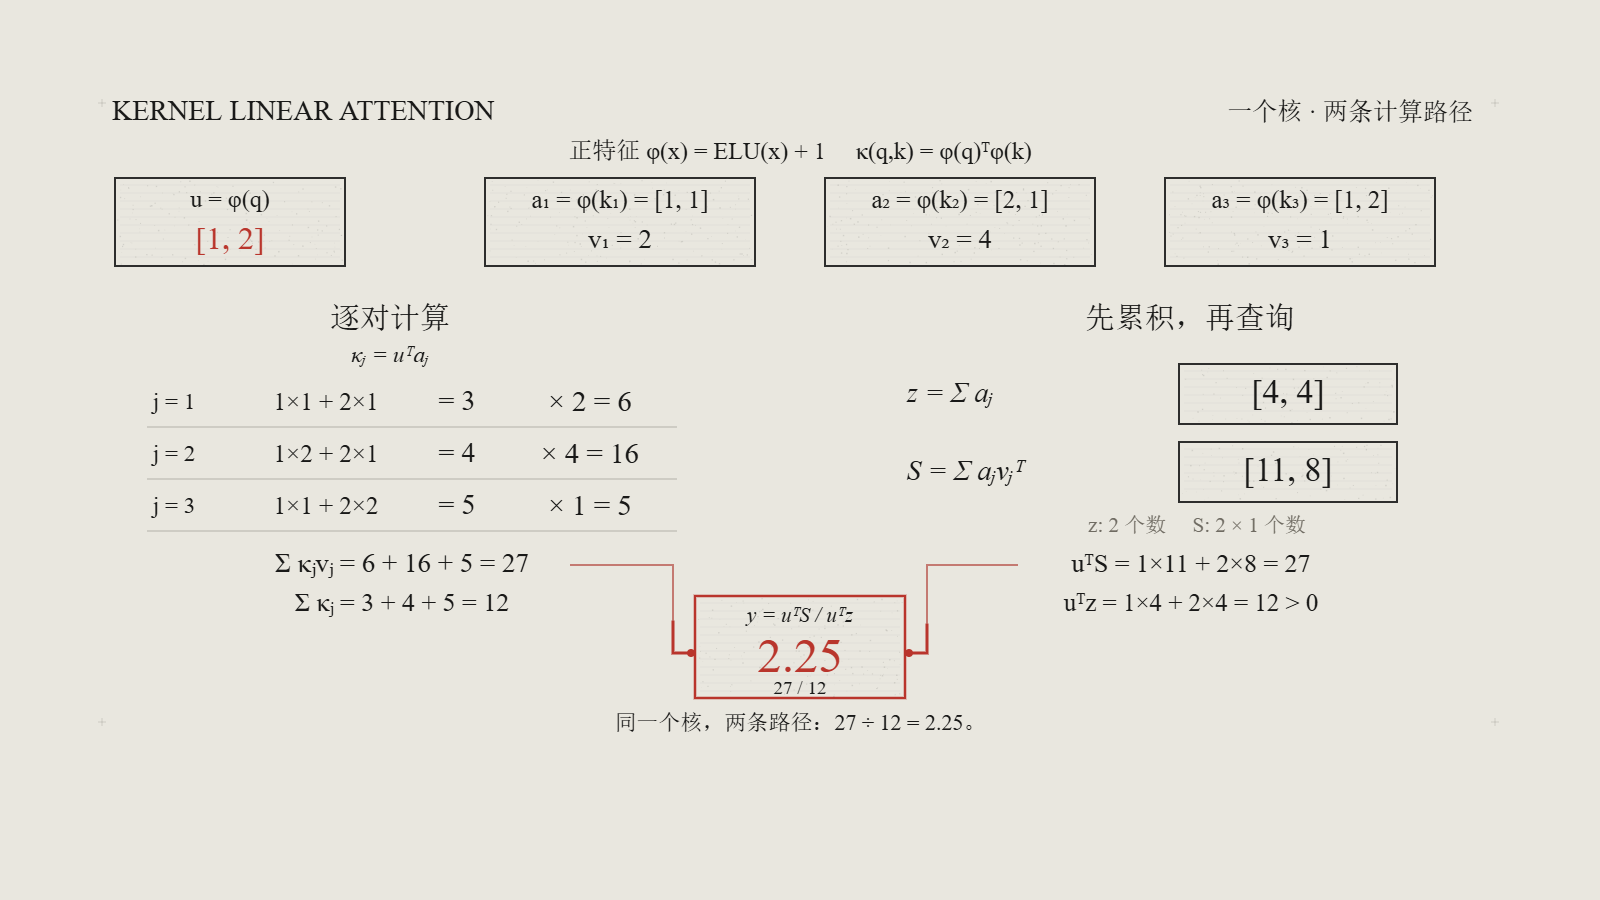 KERNEL LINEAR ATTENTION
一个核 · 两条计算路径
正特征 φ(x) = ELU(x) + 1 κ(q,k) = φ(q)ᵀφ(k)
u = φ(q)
[1, 2]
a₁ = φ(k₁) = [1, 1]
v₁ = 2
a₂ = φ(k₂) = [2, 1]
v₂ = 4
a₃ = φ(k₃) = [1, 2]
v₃ = 1
逐对计算
κⱼ = uᵀaⱼ
j = 1 1×1 + 2×1 = 3 × 2 = 6
j = 2 1×2 + 2×1 = 4 × 4 = 16
j = 3 1×1 + 2×2 = 5 × 1 = 5
Σ κⱼvⱼ = 6 + 16 + 5 = 27
Σ κⱼ = 3 + 4 + 5 = 12
先累积，再查询
z = Σ aⱼ [4, 4]
S = Σ aⱼvⱼᵀ [11, 8]
z: 2 个数 S: 2 × 1 个数
uᵀS = 1×11 + 2×8 = 27
uᵀz = 1×4 + 2×4 = 12 > 0
y = uᵀS / uᵀz
2.25
27 / 12
同一个核，两条路径：27 ÷ 12 = 2.25。